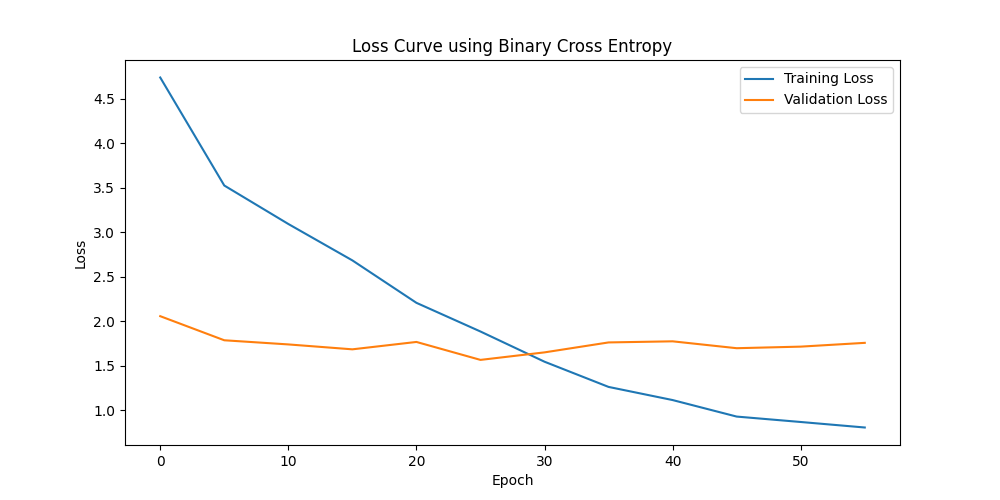 Loss Curve using Binary Cross Entropy
Training Loss
Validation Loss
4.5
4.0
3.5
3.0
2.5
2.0
1.5
1.0
Loss
0 10 20 30 40 50
Epoch